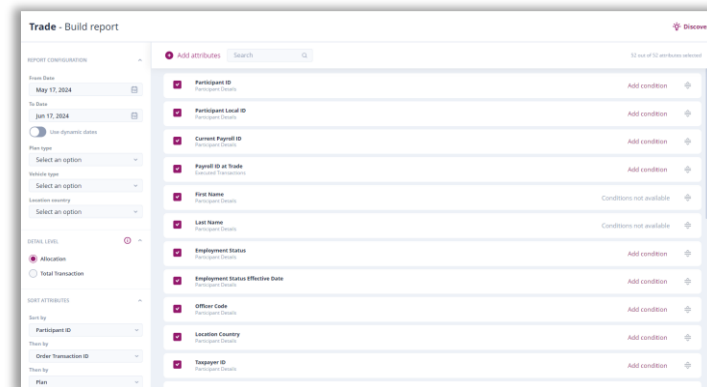 Trade - Build report
Discover
REPORT CONFIGURATION
From Date
May 17, 2024
To Date
Jun 17, 2024
Use dynamic dates
Plan type
Select an option
Vehicle type
Select an option
Location country
Select an option
DETAIL LEVEL
Allocation
Total Transaction
SORT ATTRIBUTES
Sort by
Participant ID
Then by
Order Transaction ID
Then by
Plan
Add attributes
Search
52 out of 52 attributes selected
Participant ID
Participant Details
Add condition
Participant Local ID
Participant Details
Add condition
Current Payroll ID
Participant Details
Add condition
Payroll ID at Trade
Executed Transactions
Add condition
First Name
Participant Details
Conditions not available
Last Name
Participant Details
Conditions not available
Employment Status
Participant Details
Add condition
Employment Status Effective Date
Participant Details
Add condition
Officer Code
Participant Details
Add condition
Location Country
Participant Details
Add condition
Taxpayer ID
Participant Details
Add condition